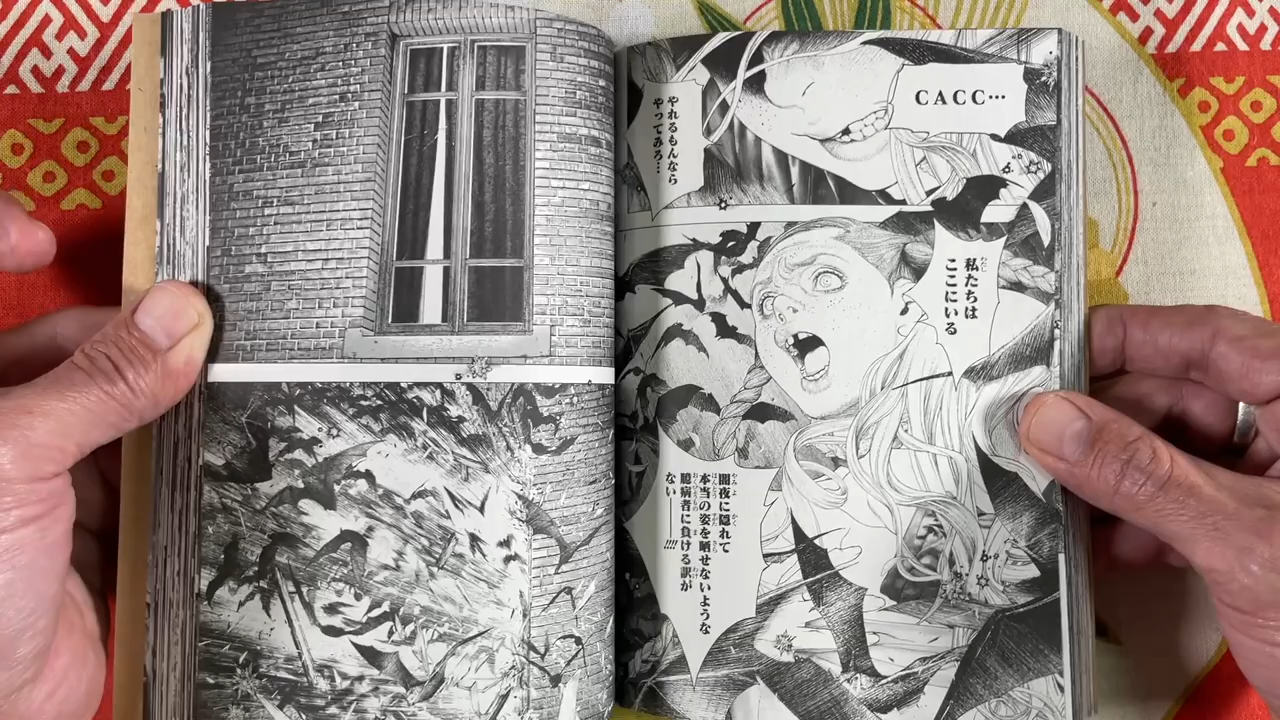 CACC…
やれるもんなら
やってみろ…
私たちは
ここにいる
闇夜に隠れて
本当の姿を晒せないような
臆病者に負ける訳が
ない――!!!